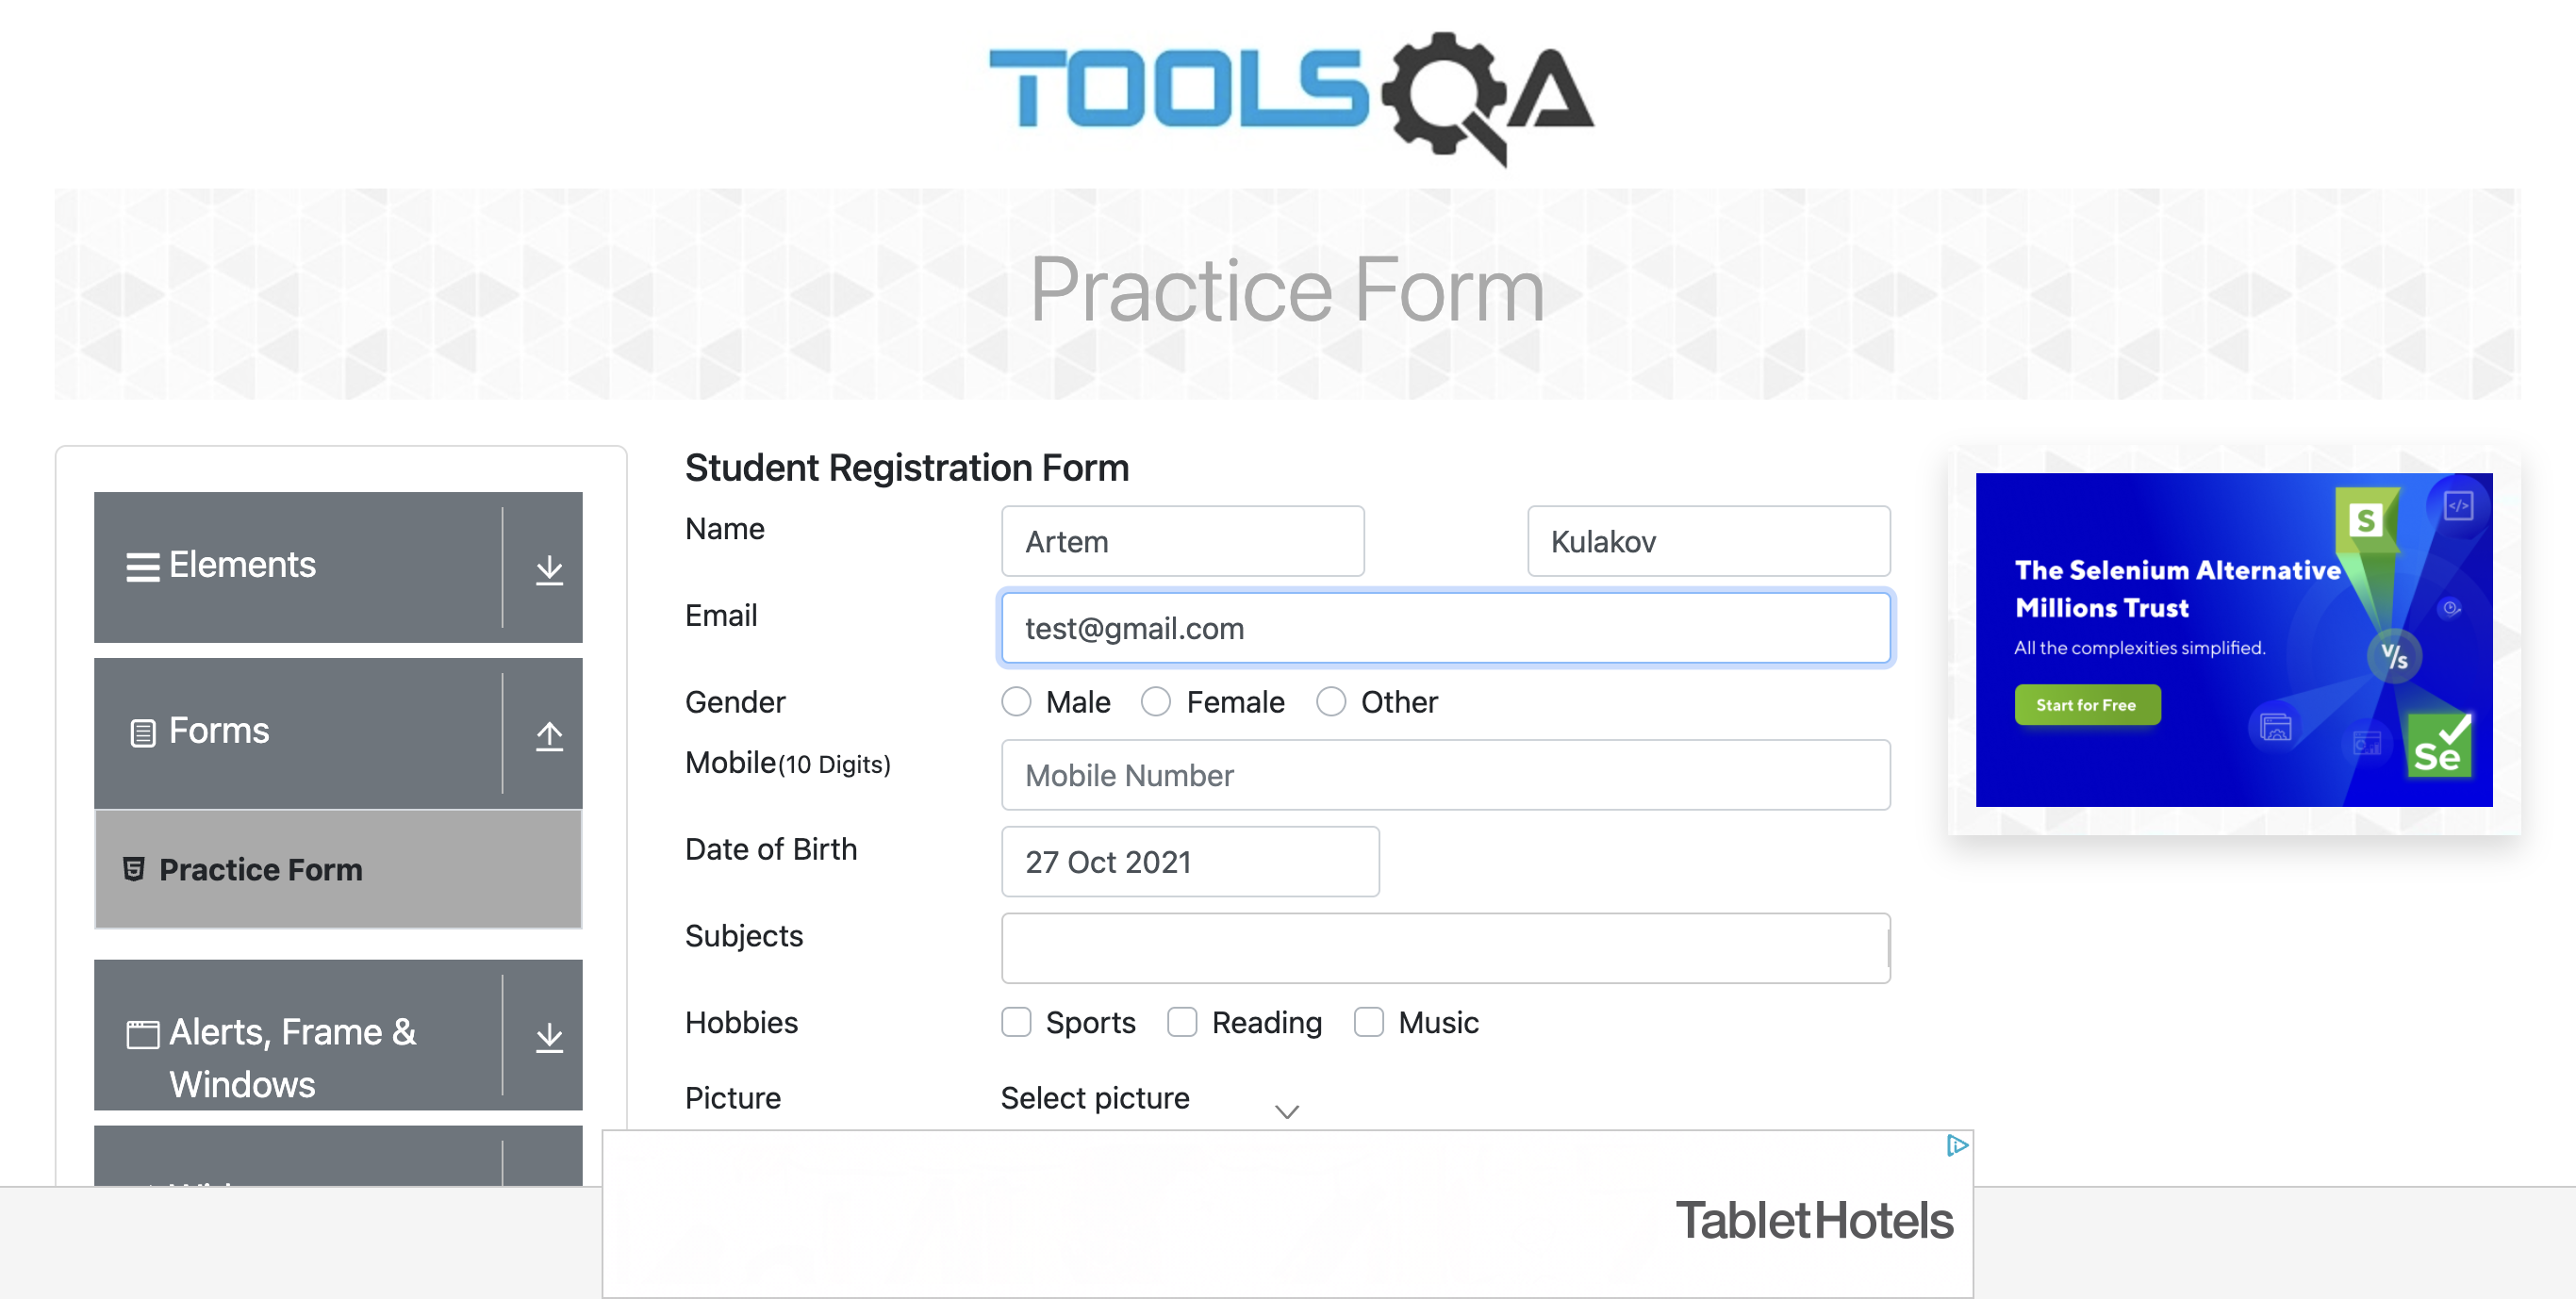 TOOLSQA
Practice Form
Elements
Forms
Practice Form
Alerts, Frame &
Windows
Student Registration Form
Name
Artem
Kulakov
Email
test@gmail.com
Gender
Male
Female
Other
Mobile(10 Digits)
Mobile Number
Date of Birth
27 Oct 2021
Subjects
Hobbies
Sports
Reading
Music
Picture
Select picture
S
</>
The Selenium Alternative
Millions Trust
All the complexities simplified.
V/s
Start for Free
Se
TabletHotels